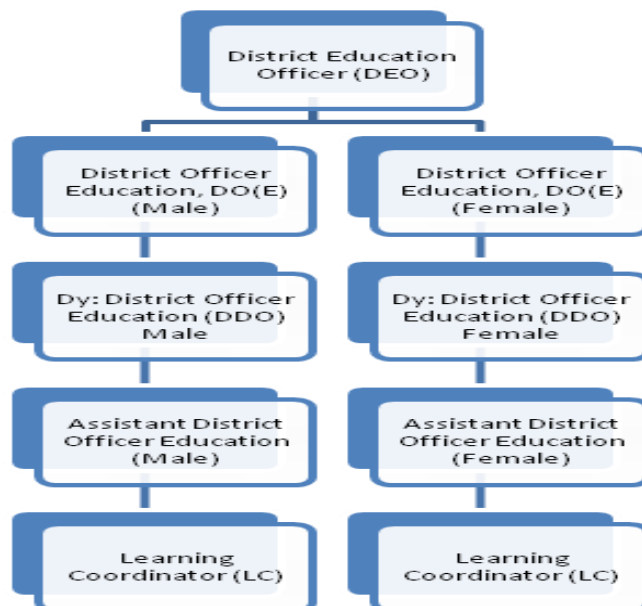 District Education
Officer (DEO)
District Officer
Education, DO(E)
(Male)
District Officer
Education, DO(E)
(Female)
Dy: District Officer
Education (DDO)
Male
Dy: District Officer
Education (DDO)
Female
Assistant District
Officer Education
(Male)
Assistant District
Officer Education
(Female)
Learning
Coordinator (LC)
Learning
Coordinator (LC)